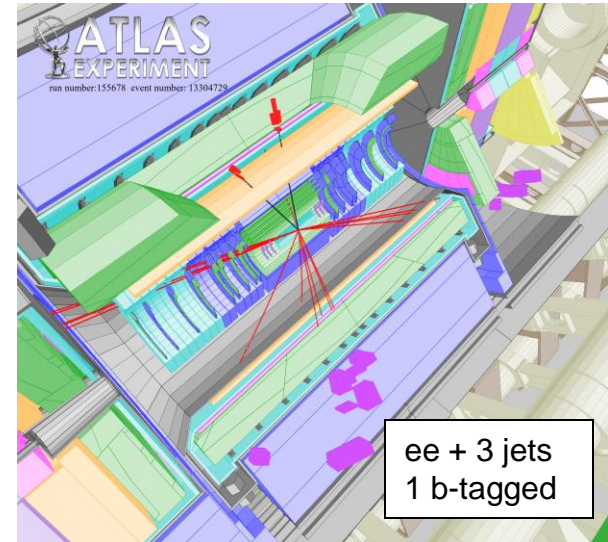 ATLAS
EXPERIMENT
run number:155678 event number: 13304729
ee + 3 jets
1 b-tagged